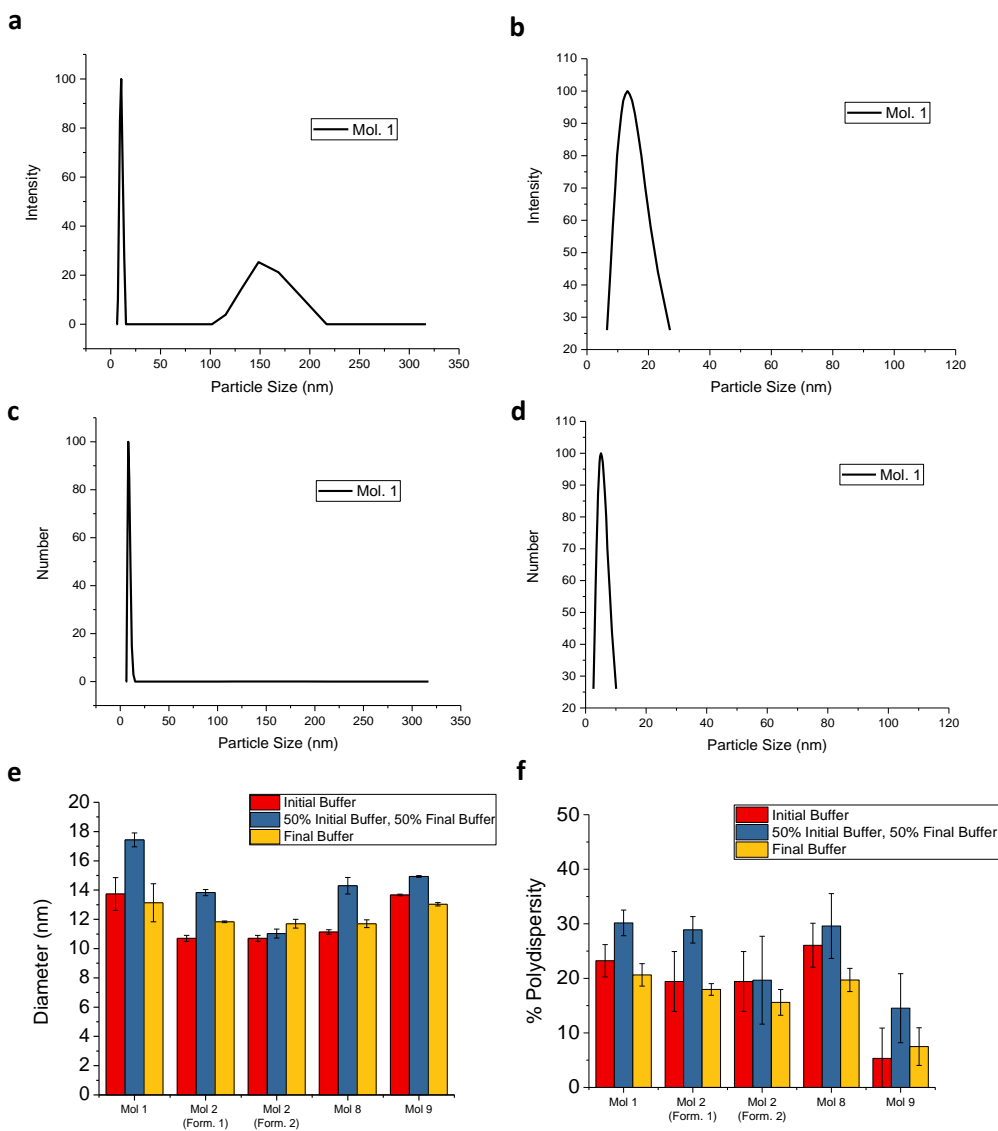 a
100
80
60
40
20
0
Intensity
Mol. 1
0 50 100 150 200 250 300 350
Particle Size (nm)
b
100
90
80
70
60
50
40
30
20
Intensity
Mol. 1
0 20 40 60 80 100 120
Particle Size (nm)
c
100
80
60
40
20
0
Number
Mol. 1
0 50 100 150 200 250 300 350
Particle Size (nm)
d
110
100
90
80
70
60
50
40
30
20
Number
Mol. 1
0 20 40 60 80 100 120
Particle Size (nm)
e
20
18
16
14
12
10
8
6
4
2
0
Diameter (nm)
Initial Buffer
50% Initial Buffer, 50% Final Buffer
Final Buffer
Mol 1 Mol 2 Mol 2 Mol 8 Mol 9
(Form. 1) (Form. 2)
f
50
40
30
20
10
0
% Polydispersity
Initial Buffer
50% Initial Buffer, 50% Final Buffer
Final Buffer
Mol 1 Mol 2 Mol 2 Mol 8 Mol 9
(Form. 1) (Form. 2)